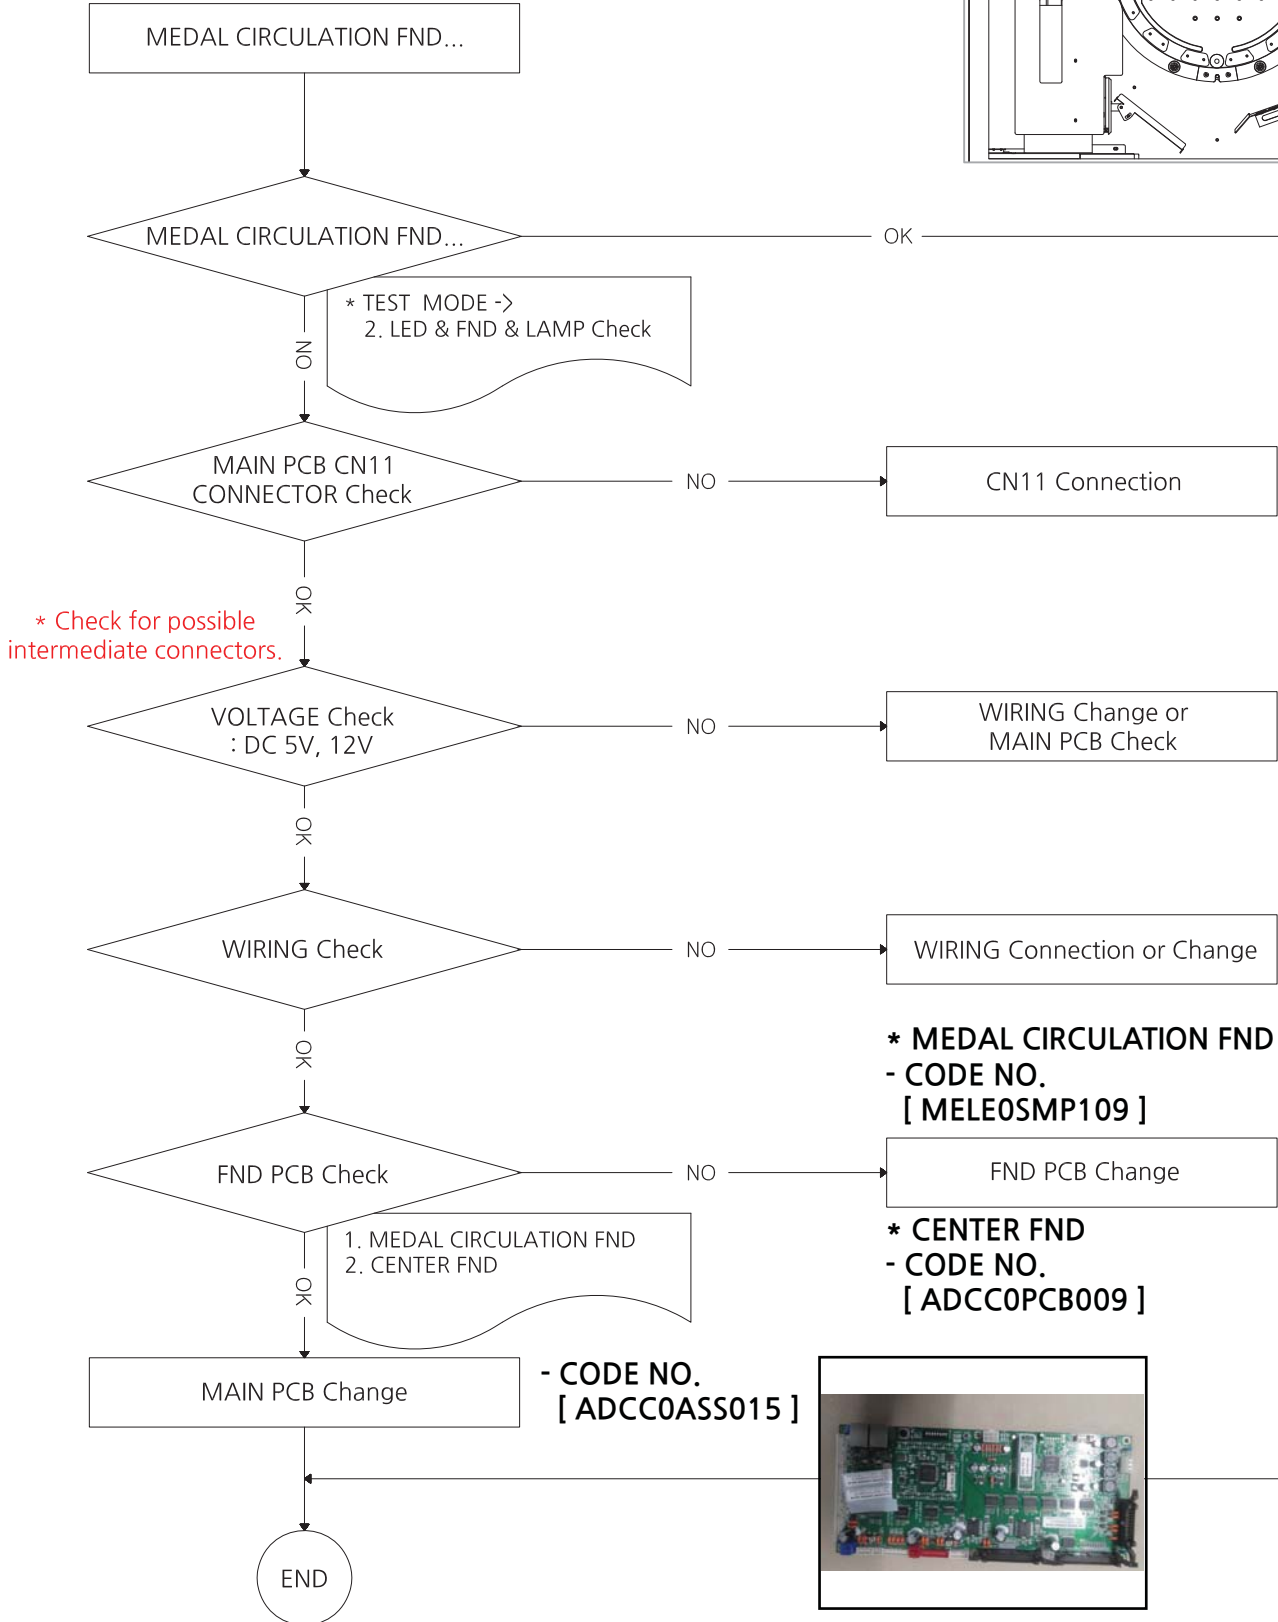 MEDAL CIRCULATION FND...
MEDAL CIRCULATION FND...
OK
* TEST MODE ->
2. LED & FND & LAMP Check
NO
MAIN PCB CN11
CONNECTOR Check
NO
CN11 Connection
OK
* Check for possible
intermediate connectors.
VOLTAGE Check
: DC 5V, 12V
NO
WIRING Change or
MAIN PCB Check
OK
WIRING Check
NO
WIRING Connection or Change
OK
* MEDAL CIRCULATION FND
- CODE NO.
[ MELE0SMP109 ]
FND PCB Check
NO
FND PCB Change
1. MEDAL CIRCULATION FND
2. CENTER FND
* CENTER FND
- CODE NO.
[ ADCC0PCB009 ]
OK
MAIN PCB Change
- CODE NO.
[ ADCC0ASS015 ]
END